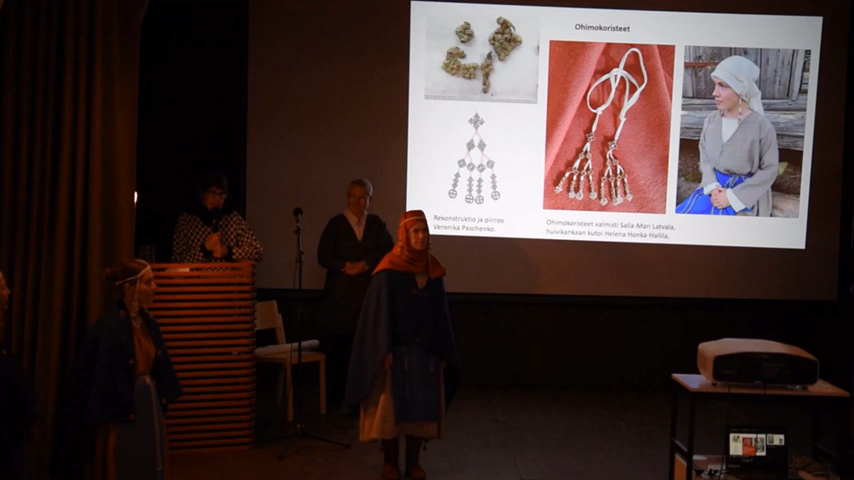 Ohimokoristeet
Rekonstruktio ja piirros
Veronika Paschenko.
Ohimokoristeet valmisti Salla-Mari Latvala,
huivikankaan kutoi Helena Honka-Hallila.